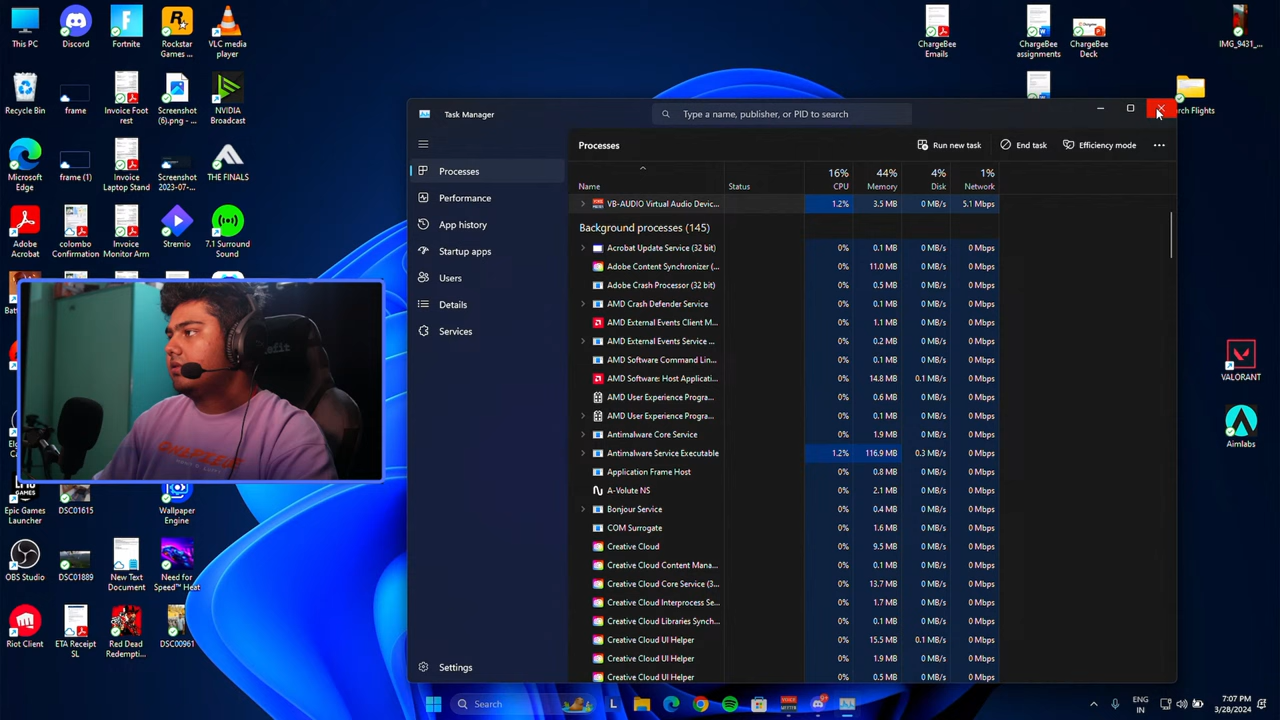 This PC
Discord
Fortnite
Rockstar
Games ...
VLC media
player
ChargeBee
Emails
ChargeBee
assignments
ChargeBee
Deck
IMG_9431_...
Recycle Bin
frame
Invoice Foot
rest
Screenshot
(6).png - ...
NVIDIA
Broadcast
rch Flights
Microsoft
Edge
frame (1)
Invoice
Laptop Stand
Screenshot
2023-07-...
THE FINALS
Adobe
Acrobat
colombo
Confirmation
Invoice
Monitor Arm
Stremio
7.1 Surround
Sound
VALORANT
Aimlabs
Epic Games
Launcher
DSC01615
Wallpaper
Engine
OBS Studio
DSC01889
New Text
Document
Need for
Speed™ Heat
Riot Client
ETA Receipt
SL
Red Dead
Redempti...
DSC00961
Task Manager
Type a name, publisher, or PID to search
Processes
Run new task
End task
Efficiency mode
Processes
Performance
App history
Startup apps
Users
Details
Services
Settings
6% 44% 4% 1%
Name Status CPU Memory Disk Network
VB-AUDIO Virtual Audio Devic... 1.2% 3.5 MB 0 MB/s 5.1 Mbps
Background processes (145)
Acrobat Update Service (32 bit) 0% 0.1 MB 0 MB/s 0 Mbps
Adobe Content Synchronizer (... 0% 11.0 MB 0 MB/s 0 Mbps
Adobe Crash Processor (32 bit) 0% 0.5 MB 0 MB/s 0 Mbps
AMD Crash Defender Service 0% 0.1 MB 0 MB/s 0 Mbps
AMD External Events Client M... 0% 1.1 MB 0 MB/s 0 Mbps
AMD External Events Service ... 0% 0.2 MB 0 MB/s 0 Mbps
AMD Software Command Lin... 0% 0.1 MB 0 MB/s 0 Mbps
AMD Software: Host Applicati... 0% 14.8 MB 0.1 MB/s 0 Mbps
AMD User Experience Progra... 0% 0.6 MB 0 MB/s 0 Mbps
AMD User Experience Progra... 0% 0.1 MB 0 MB/s 0 Mbps
Antimalware Core Service 0% 1.9 MB 0 MB/s 0 Mbps
Antimalware Service Executable 1.2% 118.9 MB 0.3 MB/s 0 Mbps
Application Frame Host 0% 0.8 MB 0 MB/s 0 Mbps
A-Volute NS 0% 2.1 MB 0 MB/s 0 Mbps
Bonjour Service 0% 0.4 MB 0 MB/s 0 Mbps
COM Surrogate 0% 1.6 MB 0 MB/s 0 Mbps
Creative Cloud 0% 9.5 MB 0 MB/s 0 Mbps
Creative Cloud Content Mana... 0% 0.1 MB 0 MB/s 0 Mbps
Creative Cloud Core Service (3... 0% 13.7 MB 0 MB/s 0 Mbps
Creative Cloud Interprocess Se... 0% 1.7 MB 0 MB/s 0 Mbps
Creative Cloud Libraries Synch... 0% 0.1 MB 0 MB/s 0 Mbps
Creative Cloud UI Helper 0% 15.5 MB 0.1 MB/s 0 Mbps
Creative Cloud UI Helper 0% 1.9 MB 0 MB/s 0 Mbps
Creative Cloud UI Helper 0% 5.1 MB 0 MB/s 0 Mbps
Search
ENG
IN
7:07 PM
3/28/2024